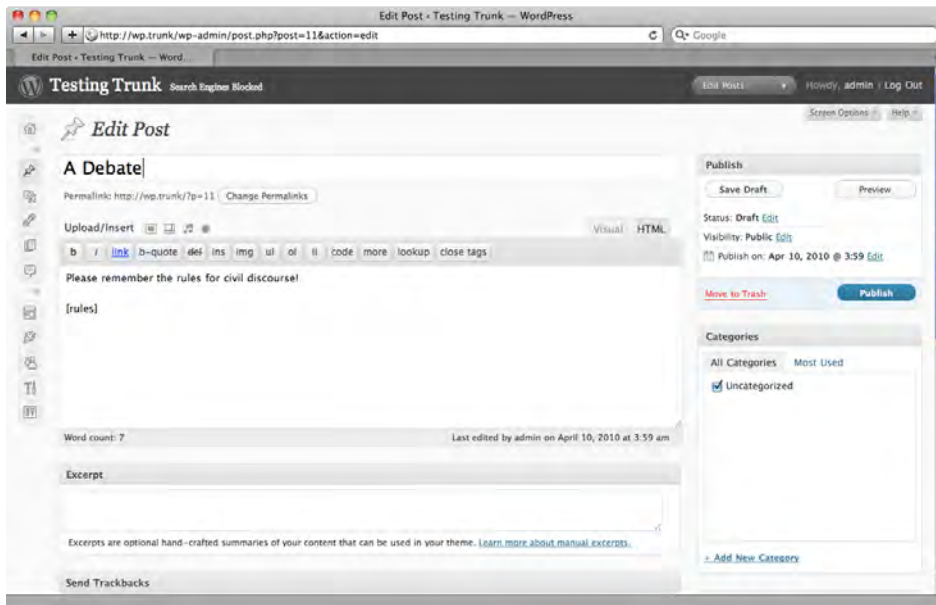 Edit Post ‹ Testing Trunk — WordPress
http://wp.trunk/wp-admin/post.php?post=11&action=edit
Google
Edit Post ‹ Testing Trunk — Word...
Testing Trunk Search Engines Blocked
Edit Posts
Howdy, admin | Log Out
Screen Options
Help
Edit Post
A Debate
Permalink: http://wp.trunk/?p=11 Change Permalinks
Upload/Insert
Visual HTML
b i link b-quote del ins img ul ol li code more lookup close tags
Please remember the rules for civil discourse!
[rules]
Word count: 7
Last edited by admin on April 10, 2010 at 3:59 am
Excerpt
Excerpts are optional hand-crafted summaries of your content that can be used in your theme. Learn more about manual excerpts.
Send Trackbacks
Publish
Save Draft
Preview
Status: Draft Edit
Visibility: Public Edit
Publish on: Apr 10, 2010 @ 3:59 Edit
Move to Trash
Publish
Categories
All Categories Most Used
Uncategorized
+ Add New Category